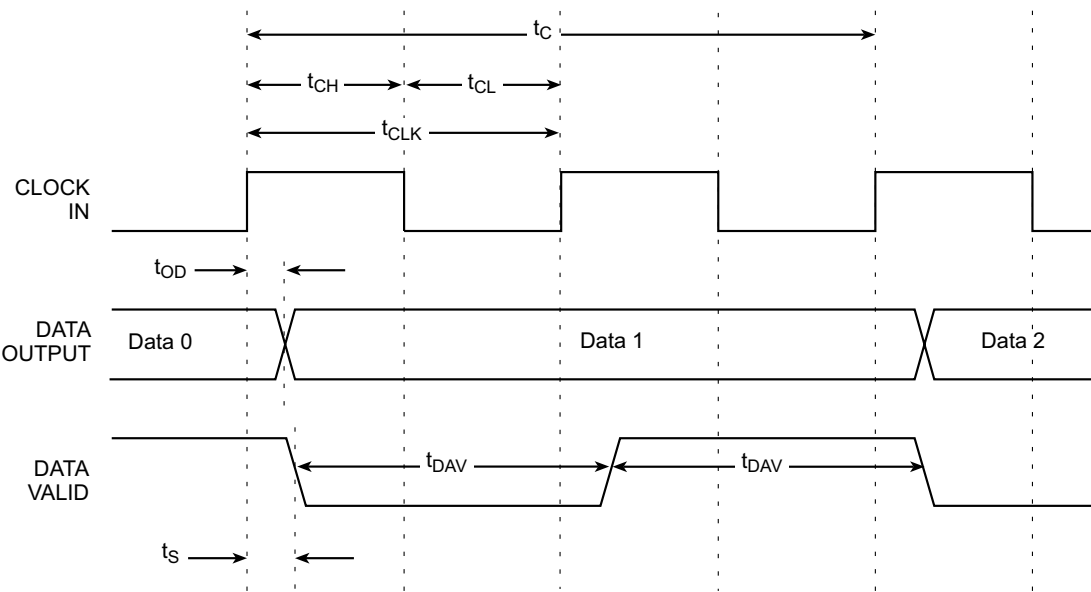 tC
tCH
tCL
tCLK
CLOCK
IN
tOD
DATA
OUTPUT
Data 0
Data 1
Data 2
DATA
VALID
tDAV
tDAV
tS